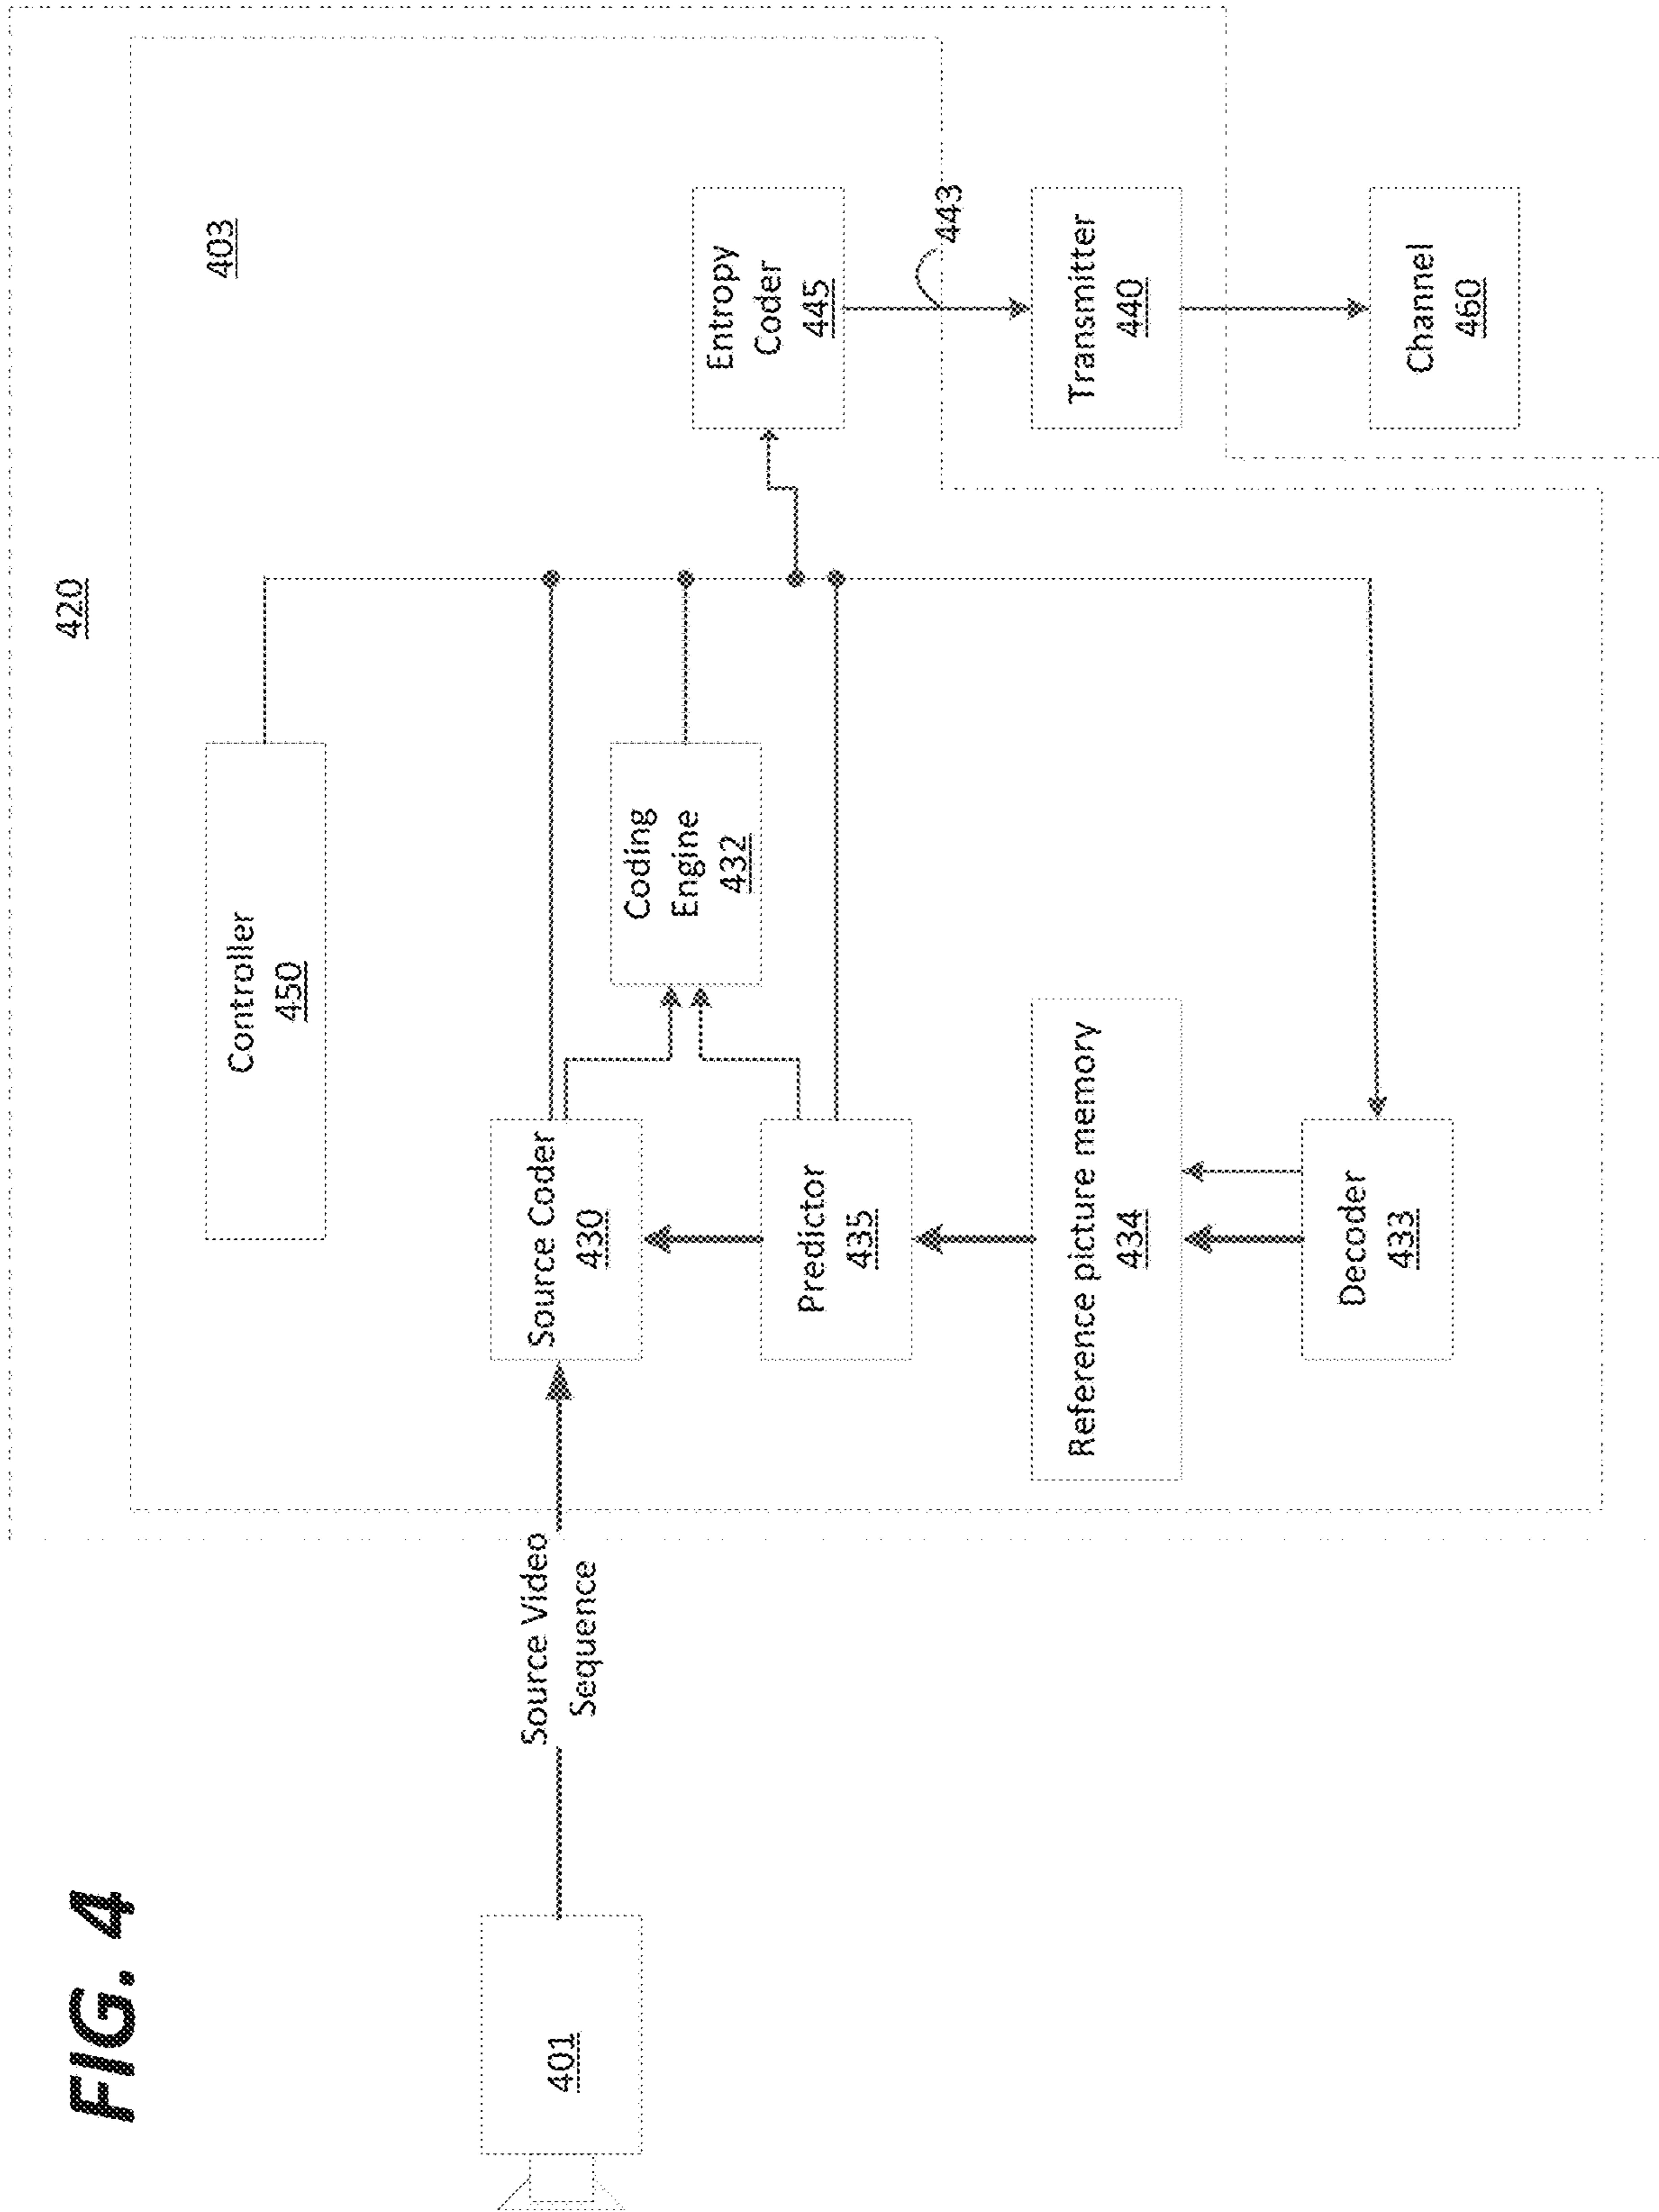 FIG. 4
420
403
Controller
450
401
Source Video
Sequence
Source Coder
430
Coding
Engine
432
Entropy
Coder
445
443
Predictor
435
Reference picture memory
434
Transmitter
440
Decoder
433
Channel
460